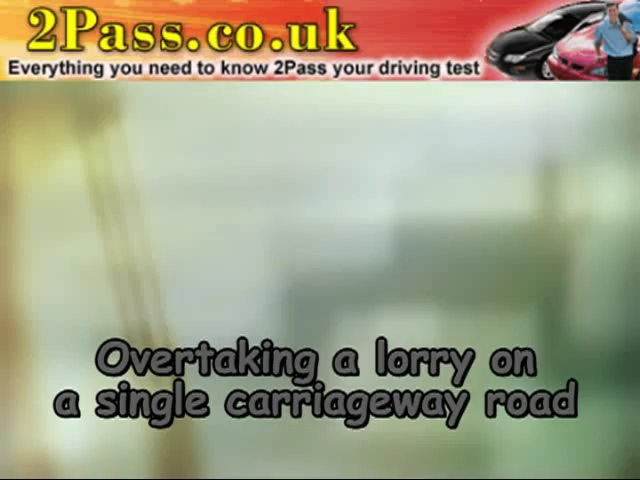 2Pass.co.uk
Everything you need to know 2Pass your driving test
Overtaking a lorry on
a single carriageway road